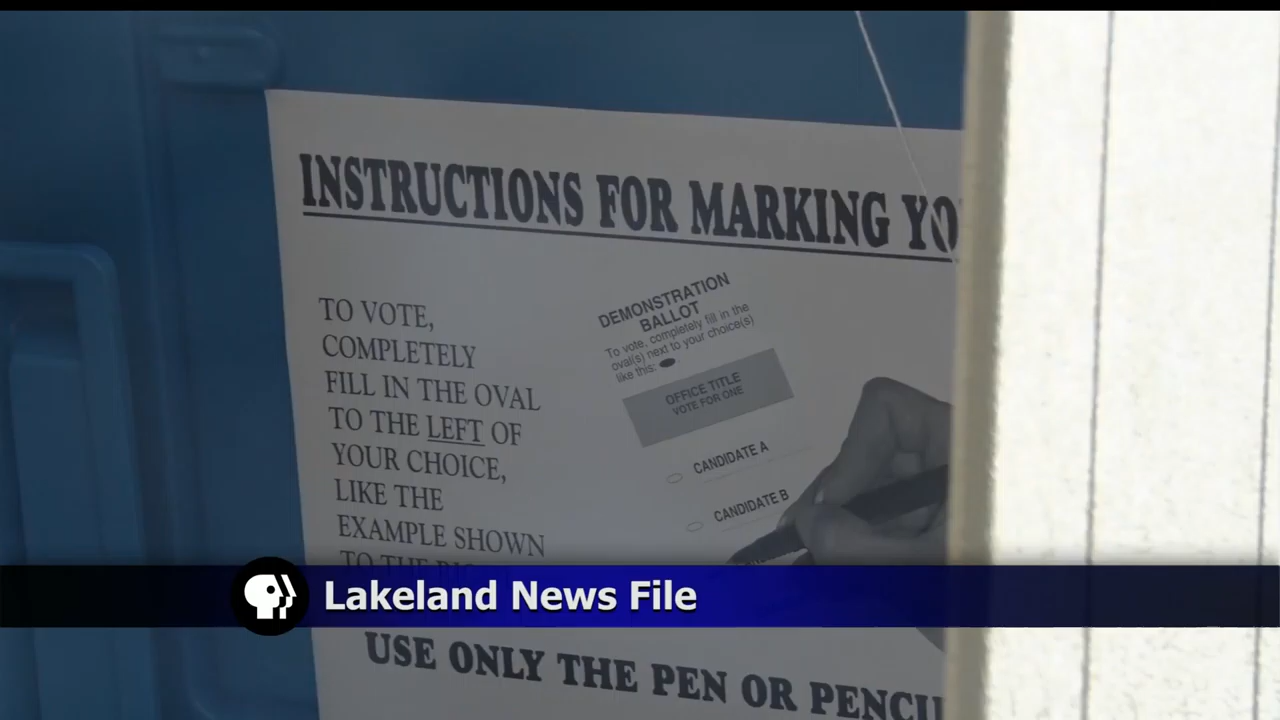 INSTRUCTIONS FOR MARKING YO
TO VOTE,
COMPLETELY
FILL IN THE OVAL
TO THE LEFT OF
YOUR CHOICE,
LIKE THE
EXAMPLE SHOWN
TO THE
DEMONSTRATION
BALLOT
To vote, completely fill in the
oval(s) next to your choice(s)
like this:
OFFICE TITLE
VOTE FOR ONE
CANDIDATE A
CANDIDATE B
Lakeland News File
USE ONLY THE PEN OR PENCI